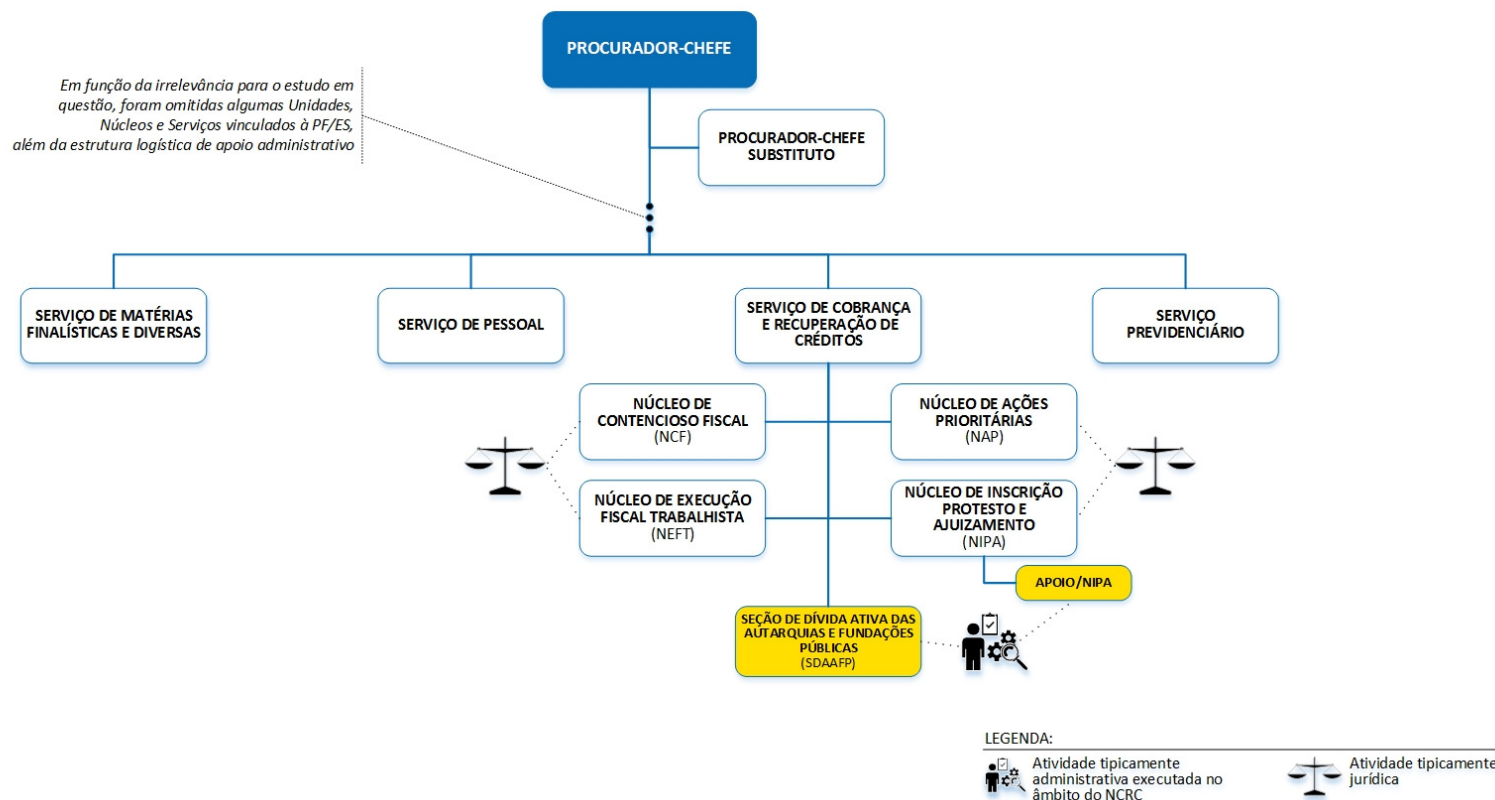 PROCURADOR-CHEFE
Em função da irrelevância para o estudo em
questão, foram omitidas algumas Unidades,
Núcleos e Serviços vinculados à PF/ES,
além da estrutura logística de apoio administrativo
PROCURADOR-CHEFE
SUBSTITUTO
SERVIÇO DE MATÉRIAS
FINALÍSTICAS E DIVERSAS
SERVIÇO DE PESSOAL
SERVIÇO DE COBRANÇA
E RECUPERAÇÃO DE
CRÉDITOS
SERVIÇO
PREVIDENCIÁRIO
NÚCLEO DE
CONTENCIOSO FISCAL
(NCF)
NÚCLEO DE AÇÕES
PRIORITÁRIAS
(NAP)
NÚCLEO DE EXECUÇÃO
FISCAL TRABALHISTA
(NEFT)
NÚCLEO DE INSCRIÇÃO
PROTESTO E
AJUIZAMENTO
(NIPA)
APOIO/NIPA
SEÇÃO DE DÍVIDA ATIVA DAS
AUTARQUIAS E FUNDAÇÕES
PÚBLICAS
(SDAAFP)
LEGENDA:
Atividade tipicamente
administrativa executada no
âmbito do NCRC
Atividade tipicamente
jurídica